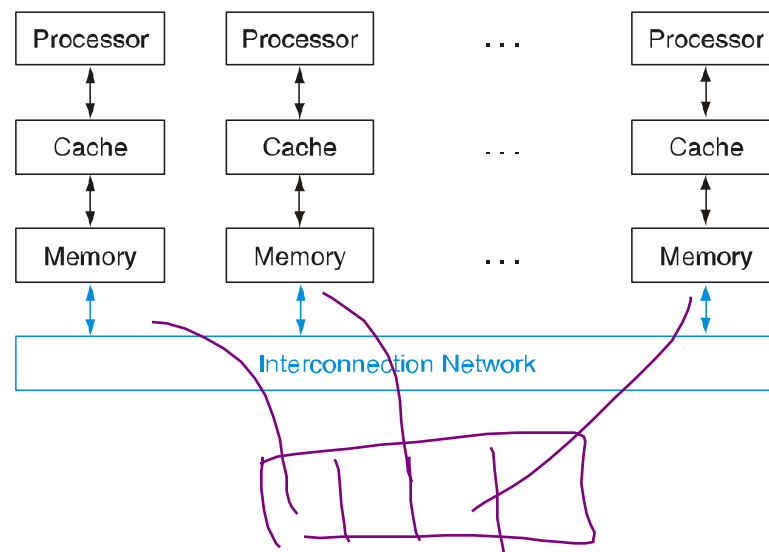 Processor Processor ... Processor
Cache Cache ... Cache
Memory Memory ... Memory
Interconnection Network